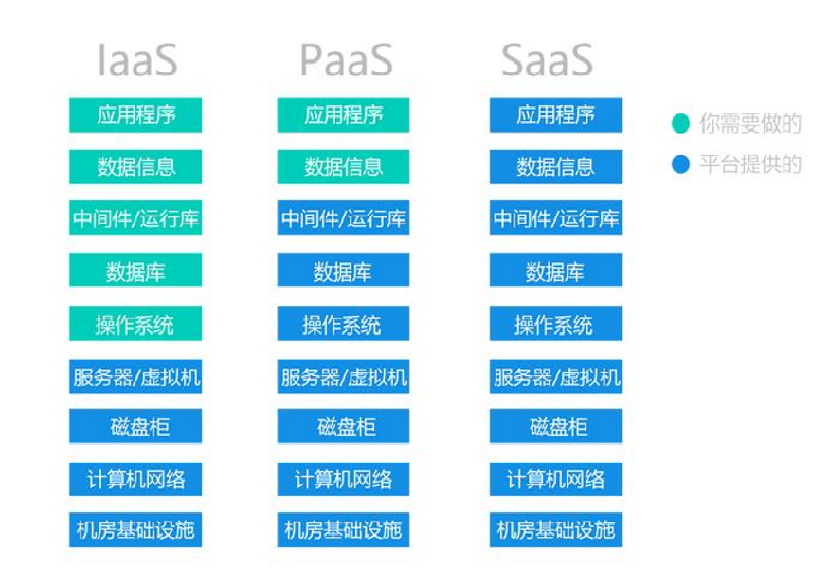 IaaS
PaaS
SaaS
应用程序
应用程序
应用程序
你需要做的
数据信息
数据信息
数据信息
平台提供的
中间件/运行库
中间件/运行库
中间件/运行库
数据库
数据库
数据库
操作系统
操作系统
操作系统
服务器/虚拟机
服务器/虚拟机
服务器/虚拟机
磁盘柜
磁盘柜
磁盘柜
计算机网络
计算机网络
计算机网络
机房基础设施
机房基础设施
机房基础设施